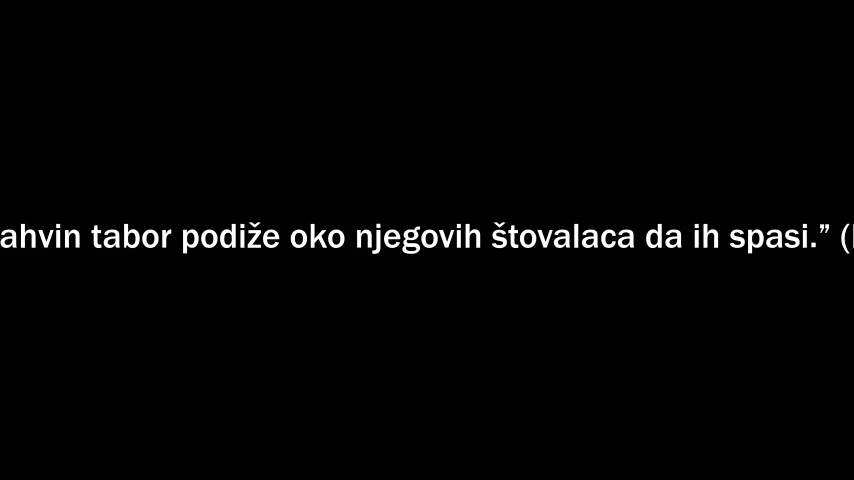 ahvin tabor podiže oko njegovih štovalaca da ih spasi.” (